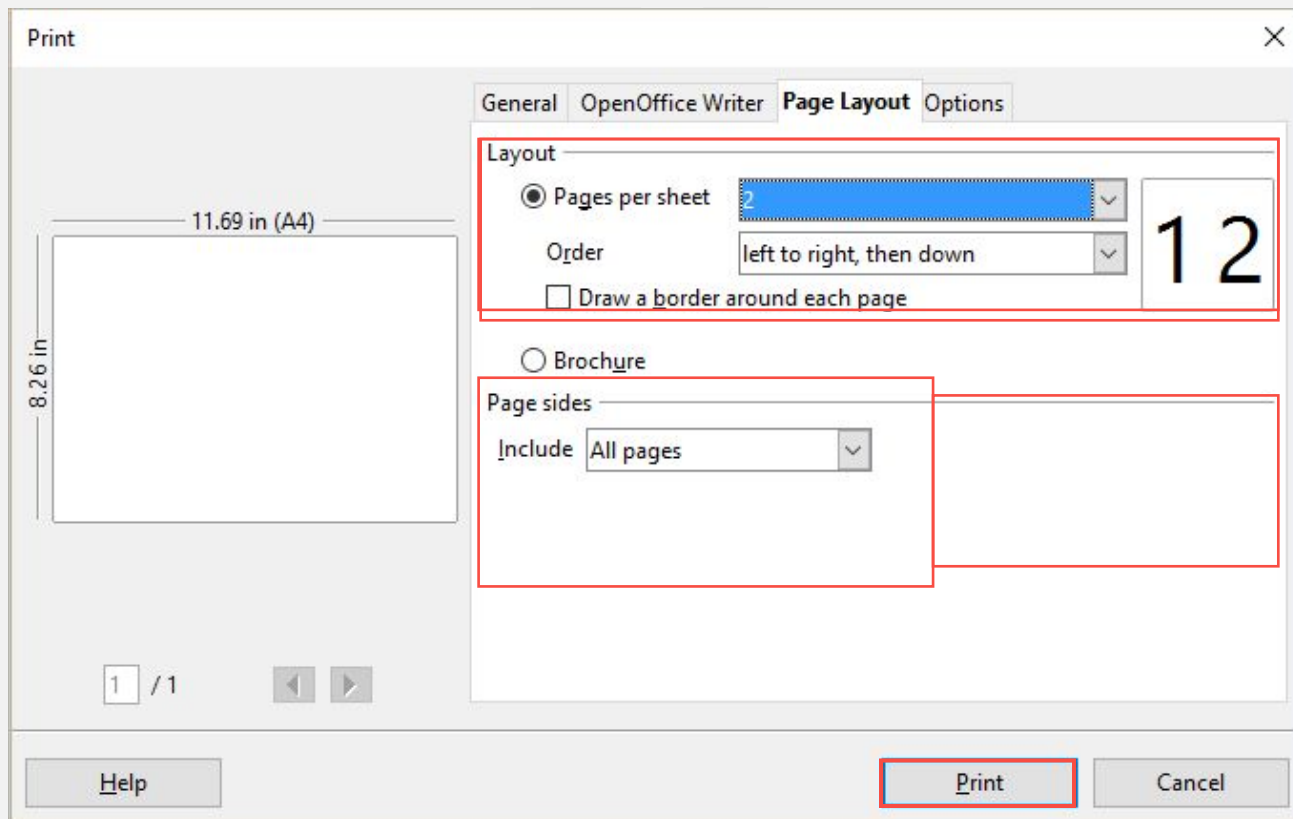 Print
General OpenOffice Writer Page Layout Options
Layout
Pages per sheet 2
1 2
11.69 in (A4)
Order left to right, then down
Draw a border around each page
8.26 in
Brochure
Page sides
Include All pages
1 / 1
Help Print Cancel